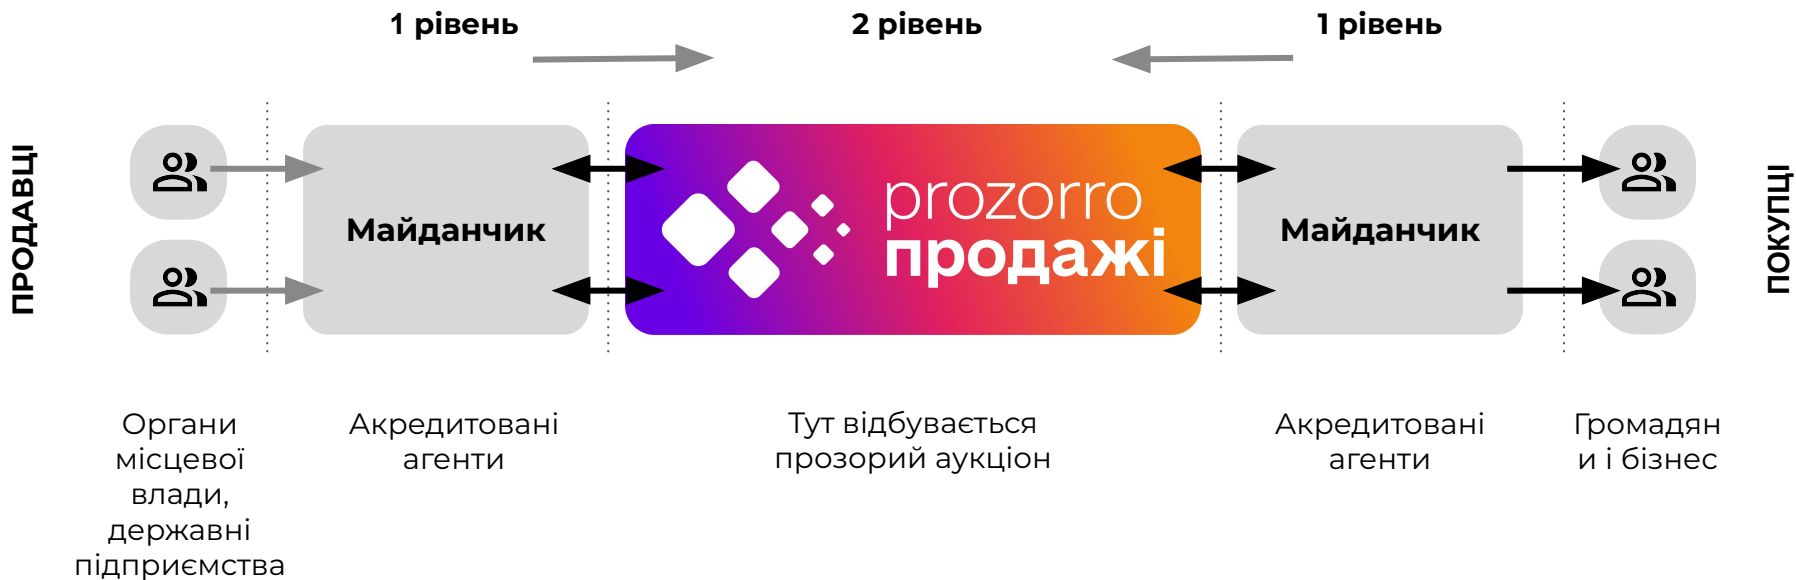 1 рівень
2 рівень
1 рівень
ПРОДАВЦІ
Майданчик
prozorro
продажі
Майданчик
ПОКУПЦІ
Органи
місцевої
влади,
державні
підприємства
Акредитовані
агенти
Тут відбувається
прозорий аукціон
Акредитовані
агенти
Громадян
и і бізнес